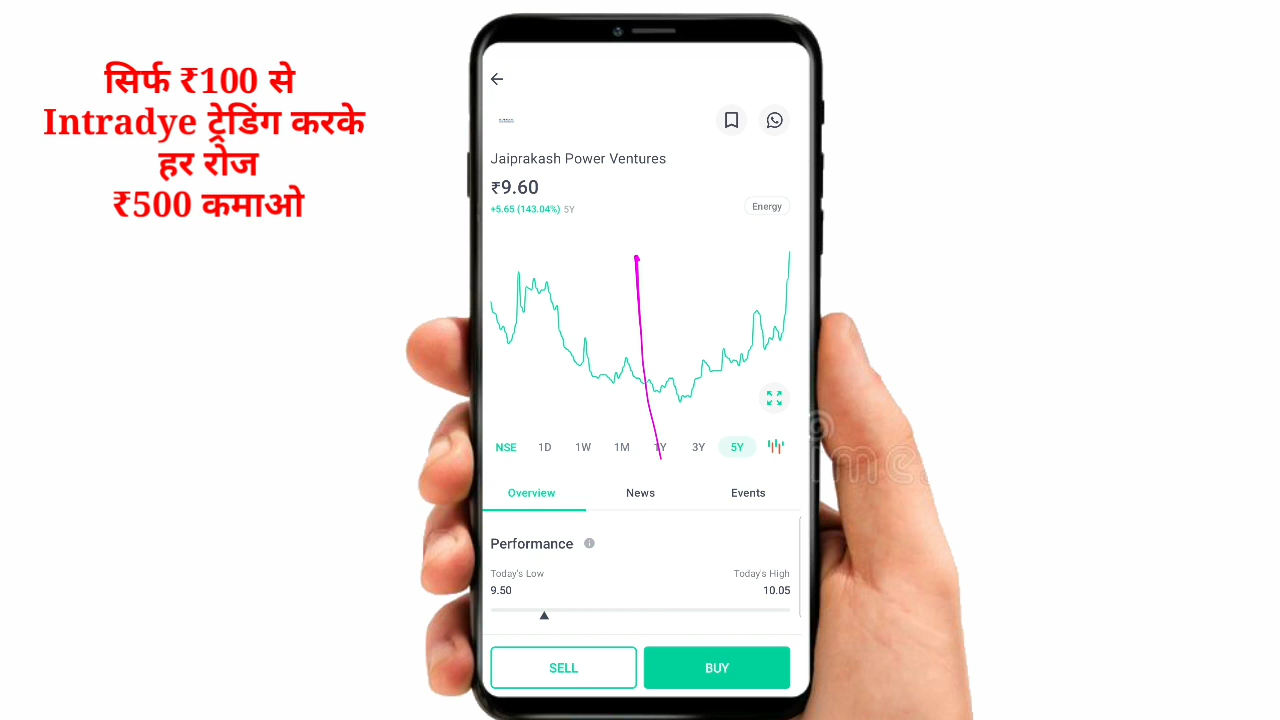 सिर्फ ₹100 से
Intradye ट्रेडिंग करके
हर रोज
₹500 कमाओ
Jaiprakash Power Ventures
₹9.60
+5.65 (143.04%) 5Y
Energy
NSE 1D 1W 1M 1Y 3Y 5Y
Overview News Events
Performance
Today's Low Today's High
9.50 10.05
SELL BUY